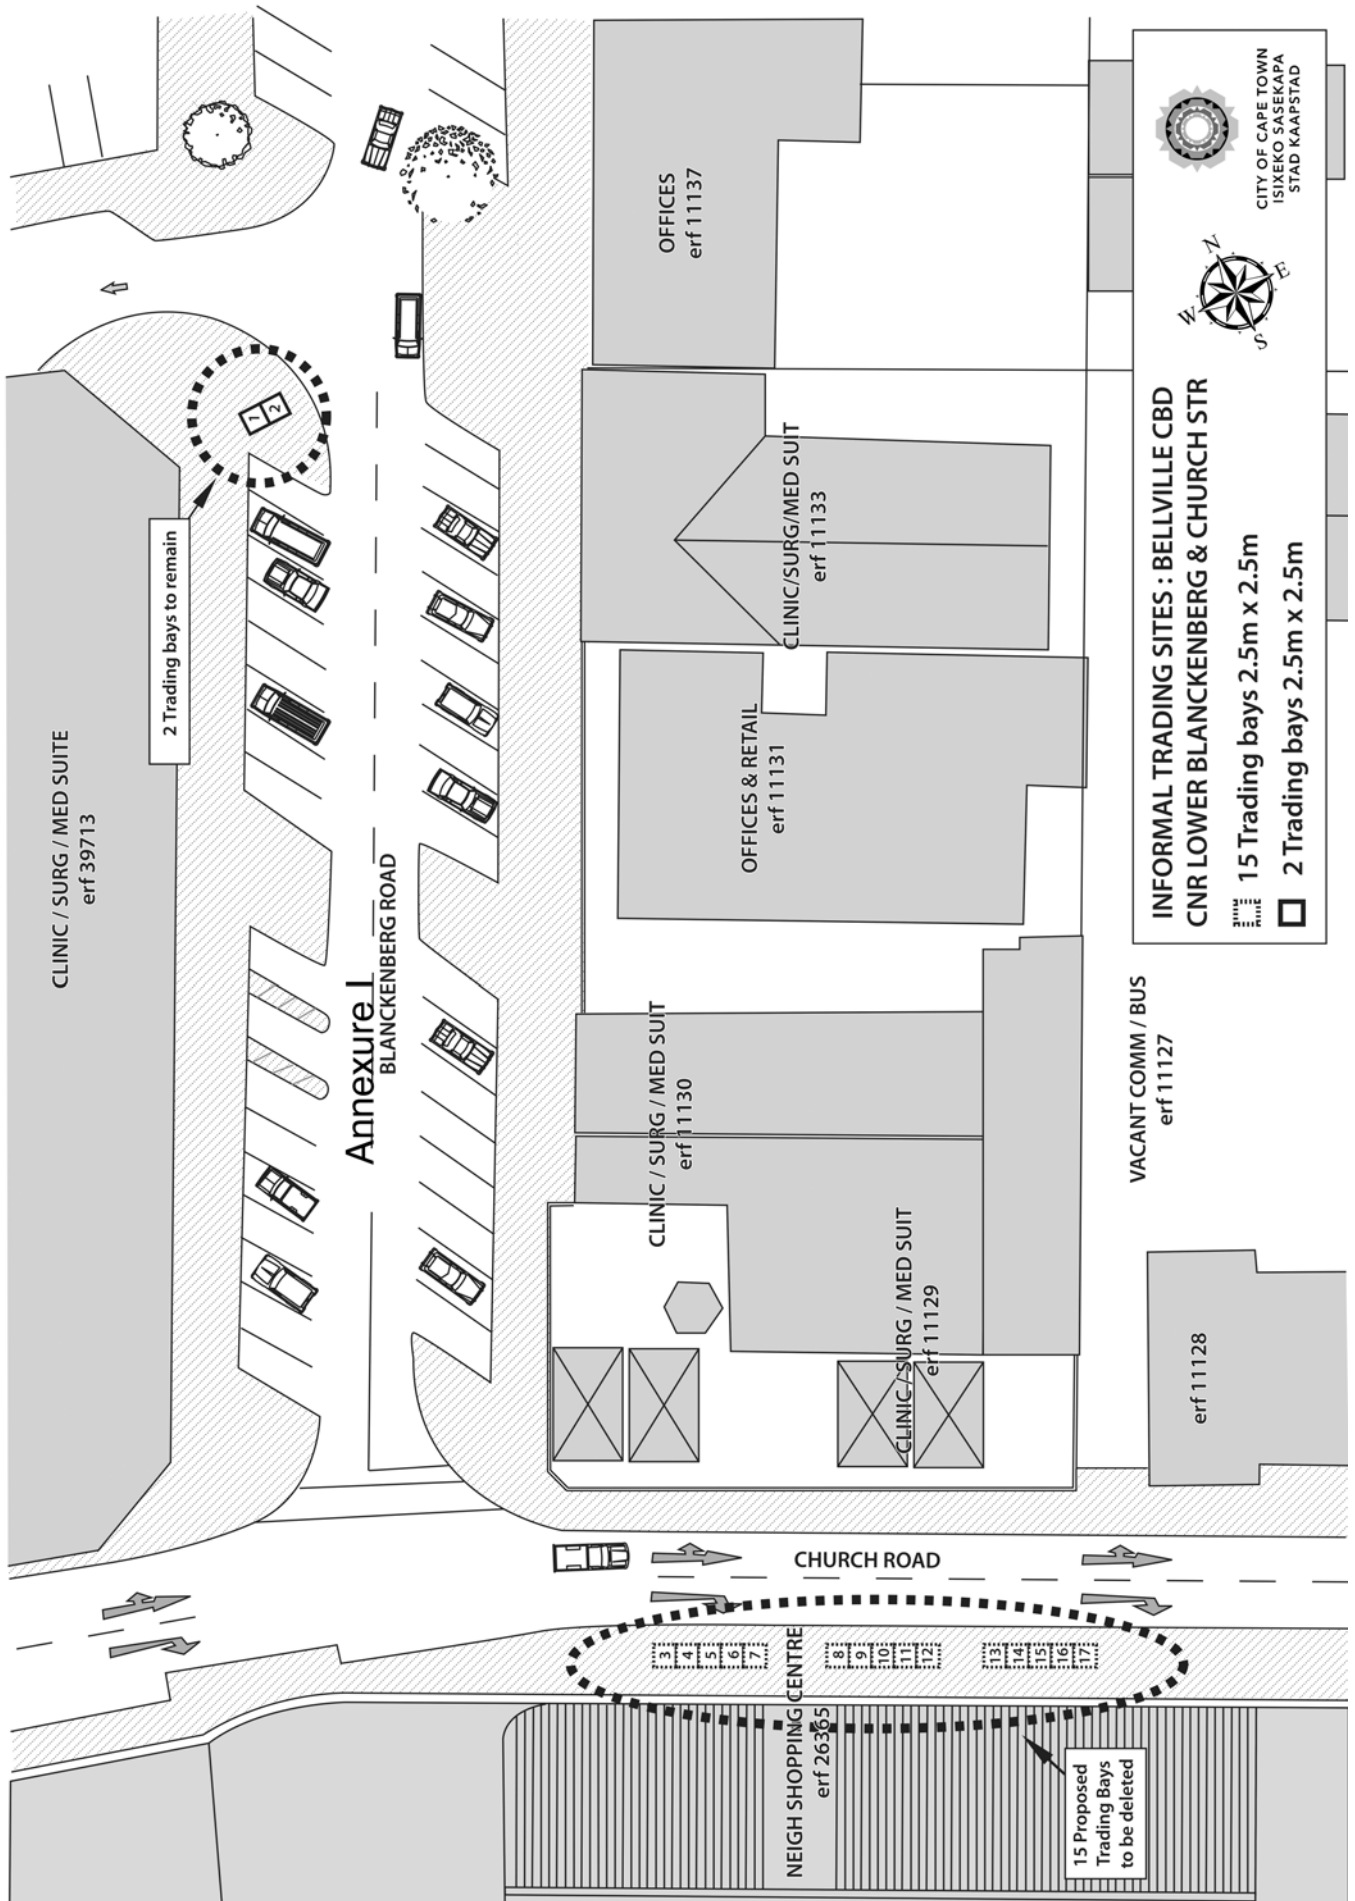 CLINIC / SURG / MED SUITE
erf 39713
2 Trading bays to remain
1
2
Annexure I
BLANCKENBERG ROAD
OFFICES
erf 11137
CLINIC/SURG/MED SUIT
erf 11133
OFFICES & RETAIL
erf 11131
CLINIC / SURG / MED SUIT
erf 11130
CLINIC / SURG / MED SUIT
erf 11129
VACANT COMM / BUS
erf 11127
erf 11128
CHURCH ROAD
3
4
5
6
7
8
9
10
11
12
13
14
15
16
17
NEIGH SHOPPING CENTRE
erf 26365
15 Proposed
Trading Bays
to be deleted
INFORMAL TRADING SITES : BELLVILLE CBD
CNR LOWER BLANCKENBERG & CHURCH STR
15 Trading bays 2.5m x 2.5m
2 Trading bays 2.5m x 2.5m
N
E
S
W
CITY OF CAPE TOWN
ISIXEKO SASEKAPA
STAD KAAPSTAD